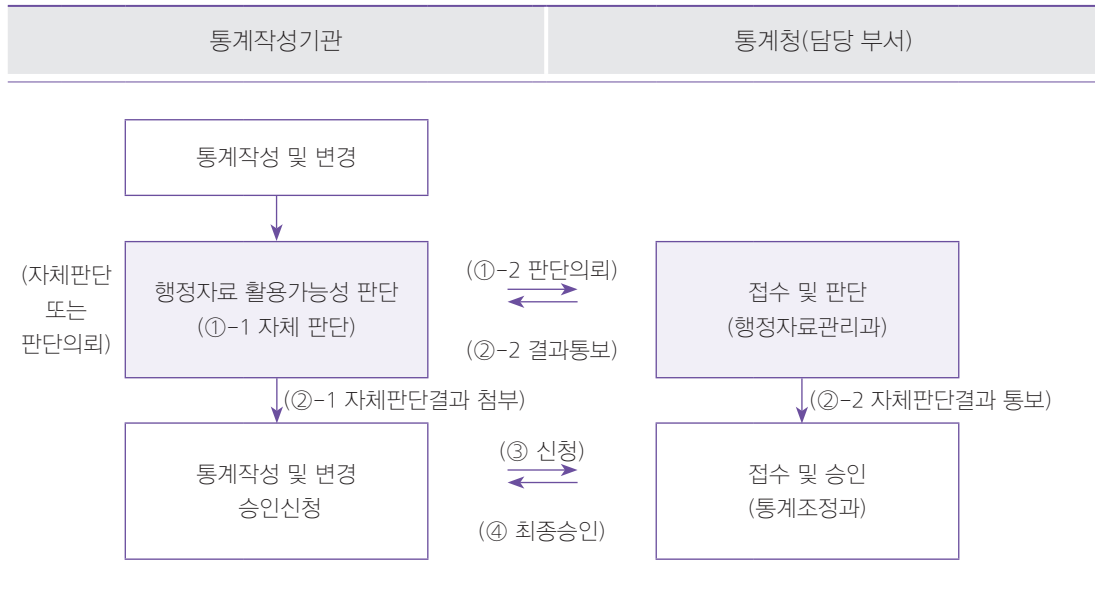 통계작성기관
통계청(담당 부서)
통계작성 및 변경
(자체판단
또는
판단의뢰)
행정자료 활용가능성 판단
(①-1 자체 판단)
(①-2 판단의뢰)
(②-2 결과통보)
접수 및 판단
(행정자료관리과)
(②-1 자체판단결과 첨부)
(②-2 자체판단결과 통보)
통계작성 및 변경
승인신청
(③ 신청)
(④ 최종승인)
접수 및 승인
(통계조정과)